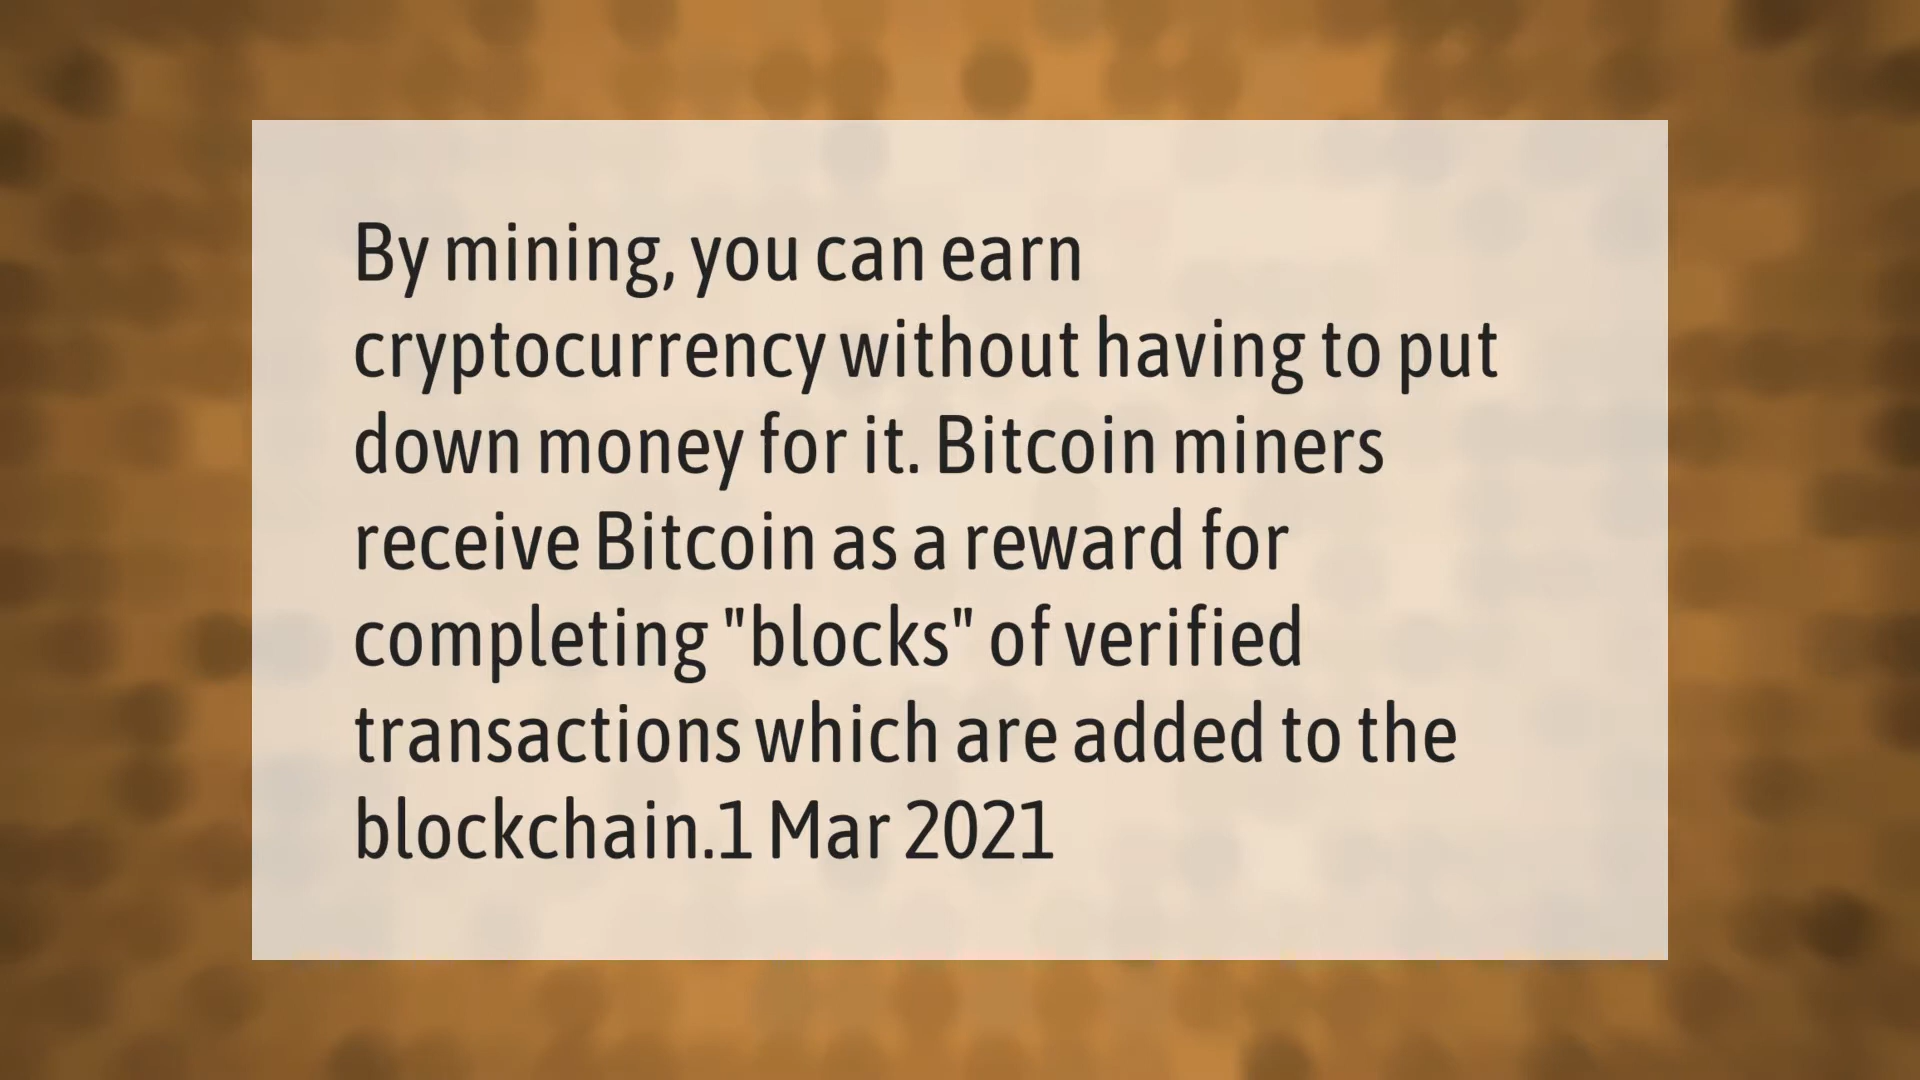 By mining, you can earn
cryptocurrency without having to put
down money for it. Bitcoin miners
receive Bitcoin as a reward for
completing "blocks" of verified
transactions which are added to the
blockchain.1 Mar 2021